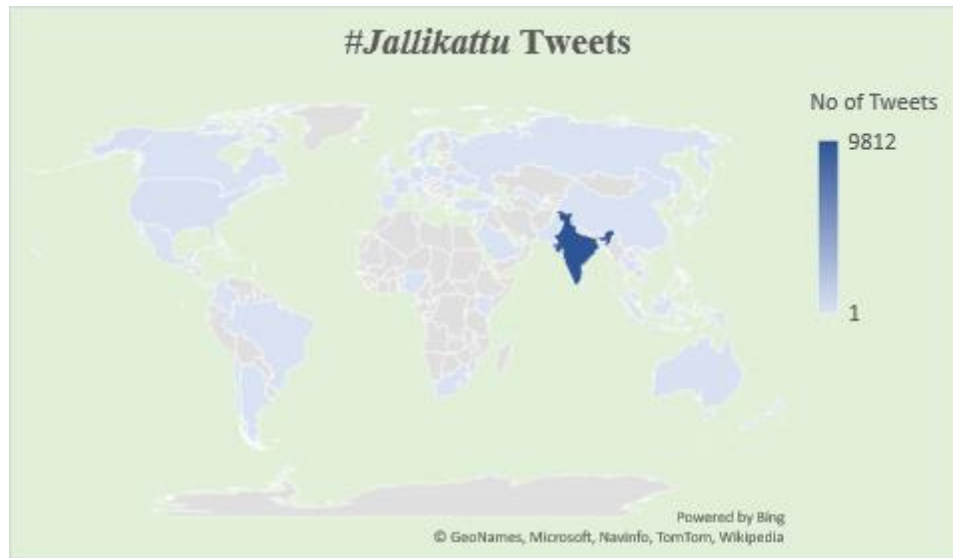 #Jallikattu Tweets
No of Tweets
9812
1
Powered by Bing
© GeoNames, Microsoft, Navinfo, TomTom, Wikipedia